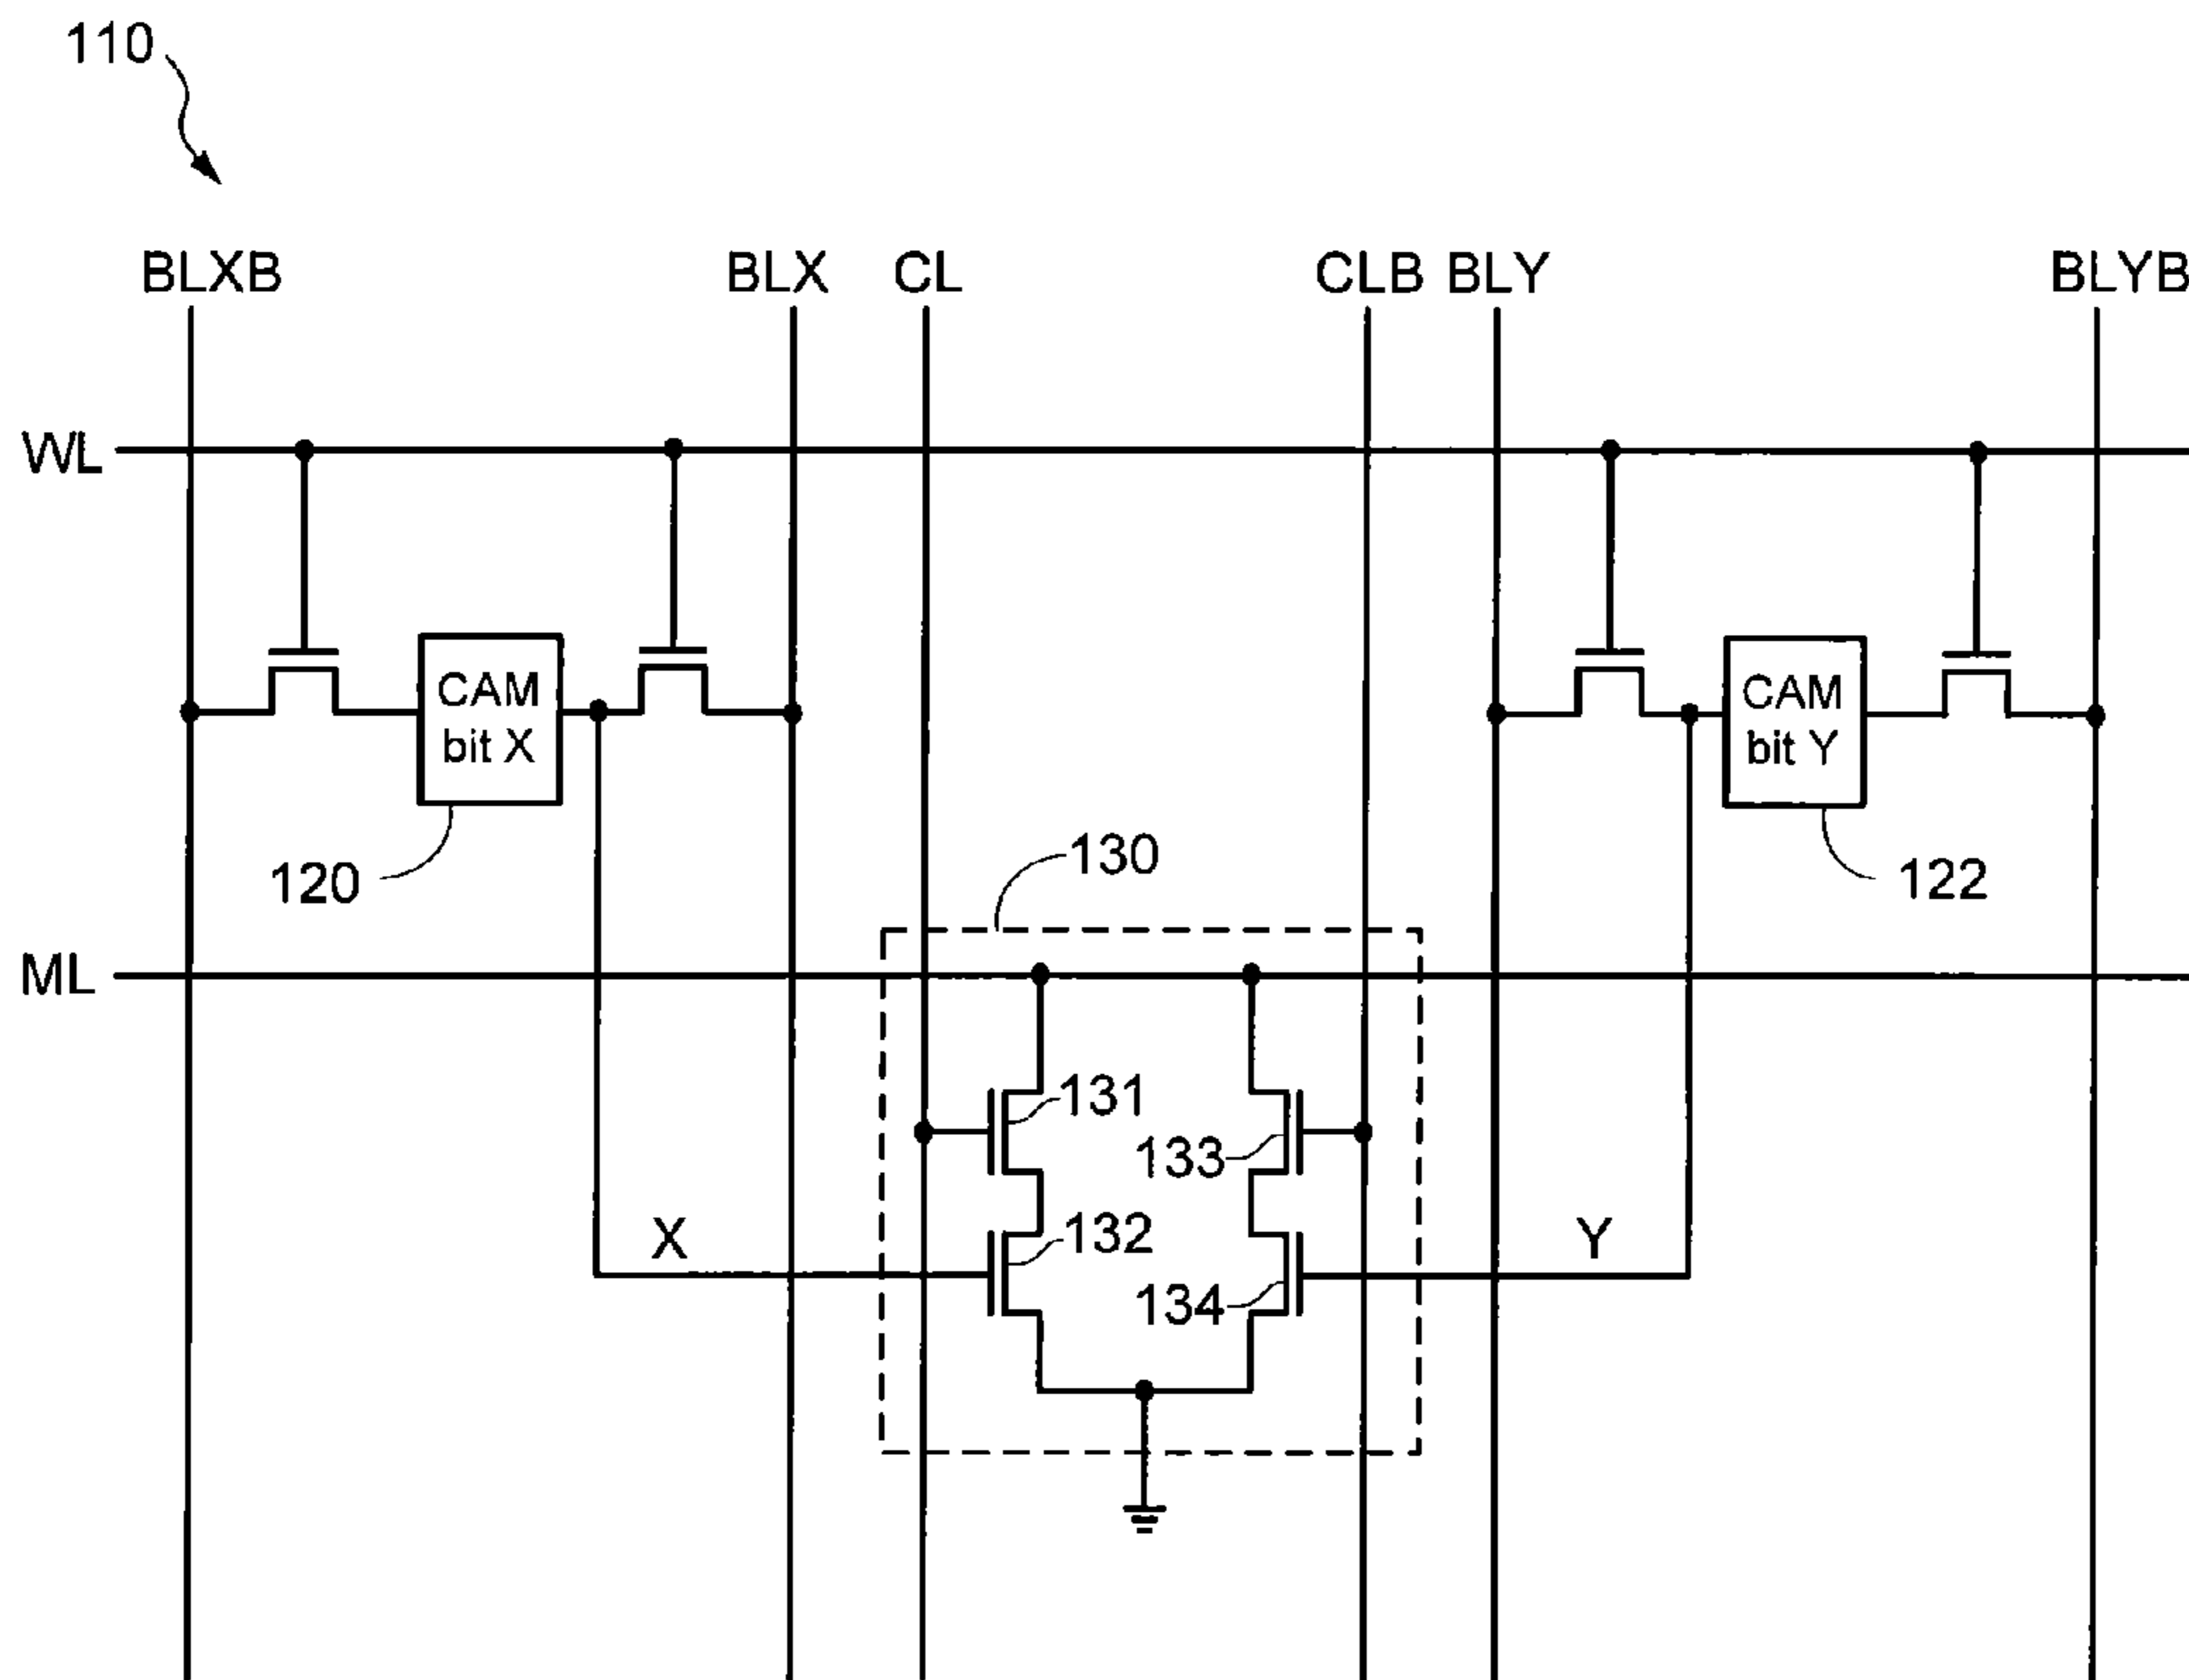 110
BLXB BLX CL CLB BLY BLYB
WL
CAM
bit X
CAM
bit Y
120
130
122
ML
131
133
X
132
Y
134